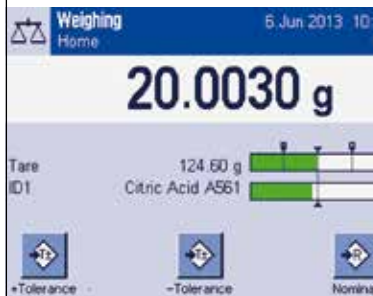 Weighing 6.Jun 2013 10:
Home
20.0030 g
Tare 124.60 g
ID1 Citric Acid A561
+Tolerance -Tolerance Nomina